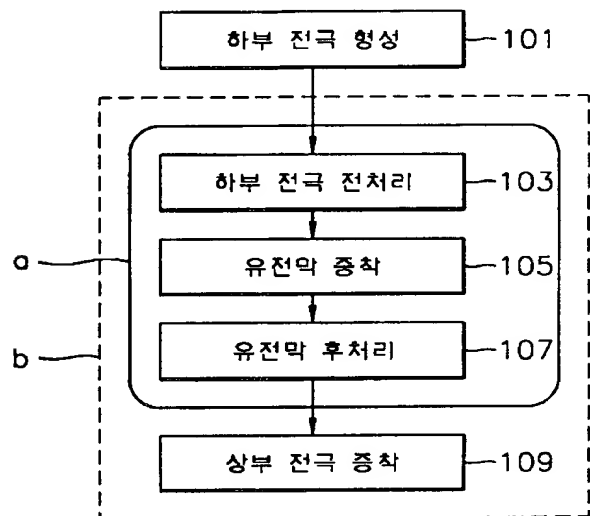 하부 전극 형성 101
하부 전극 전처리 103
a
유전막 증착 105
유전막 후처리 107
b
상부 전극 증착 109